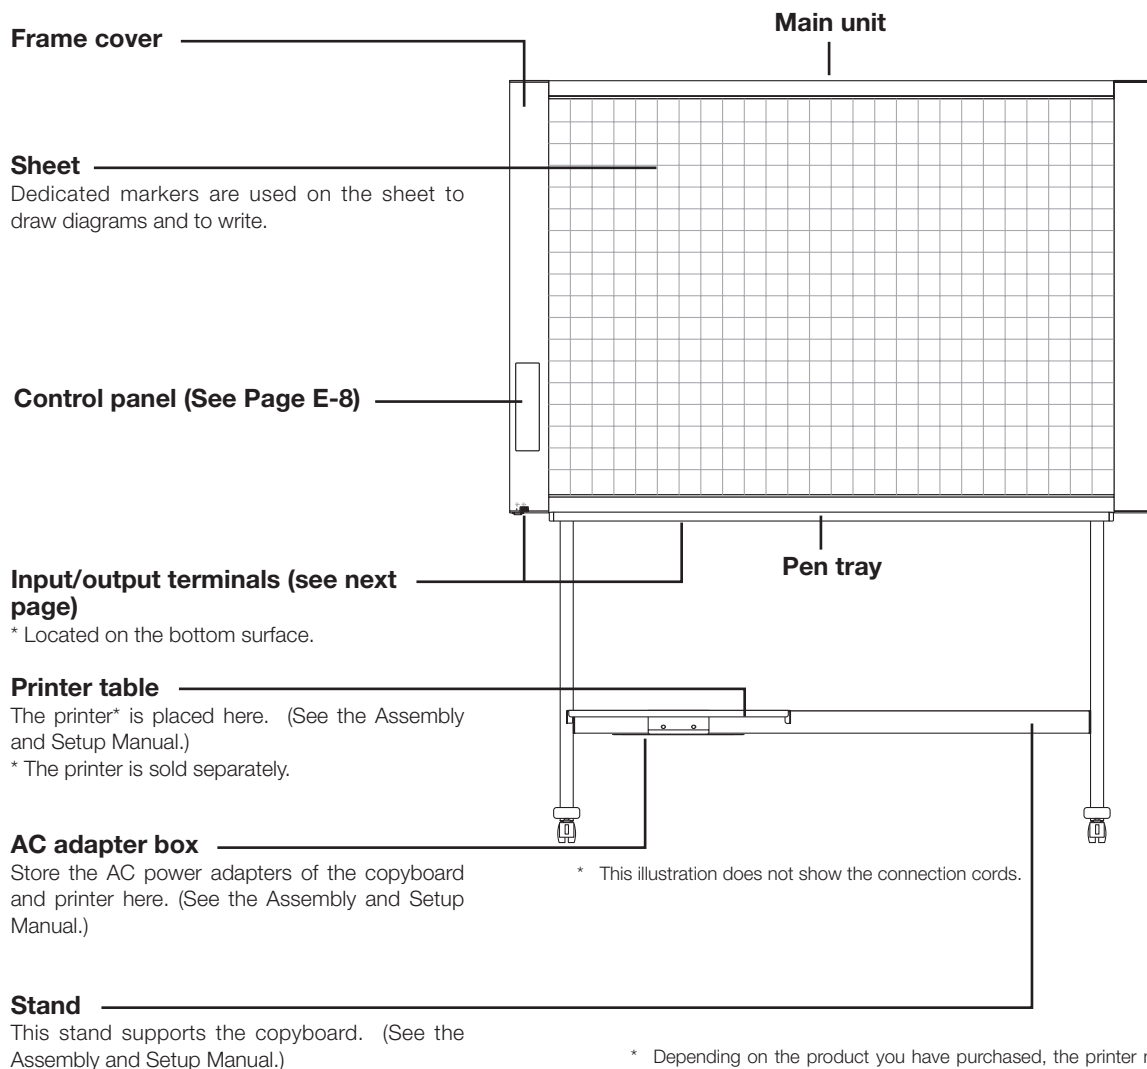 Main unit
Frame cover
Sheet
Dedicated markers are used on the sheet to
draw diagrams and to write.
Control panel (See Page E-8)
Pen tray
Input/output terminals (see next
page)
* Located on the bottom surface.
Printer table
The printer* is placed here. (See the Assembly
and Setup Manual.)
* The printer is sold separately.
AC adapter box
Store the AC power adapters of the copyboard
and printer here. (See the Assembly and Setup
Manual.)
* This illustration does not show the connection cords.
Stand
This stand supports the copyboard. (See the
Assembly and Setup Manual.)
* Depending on the product you have purchased, the printer